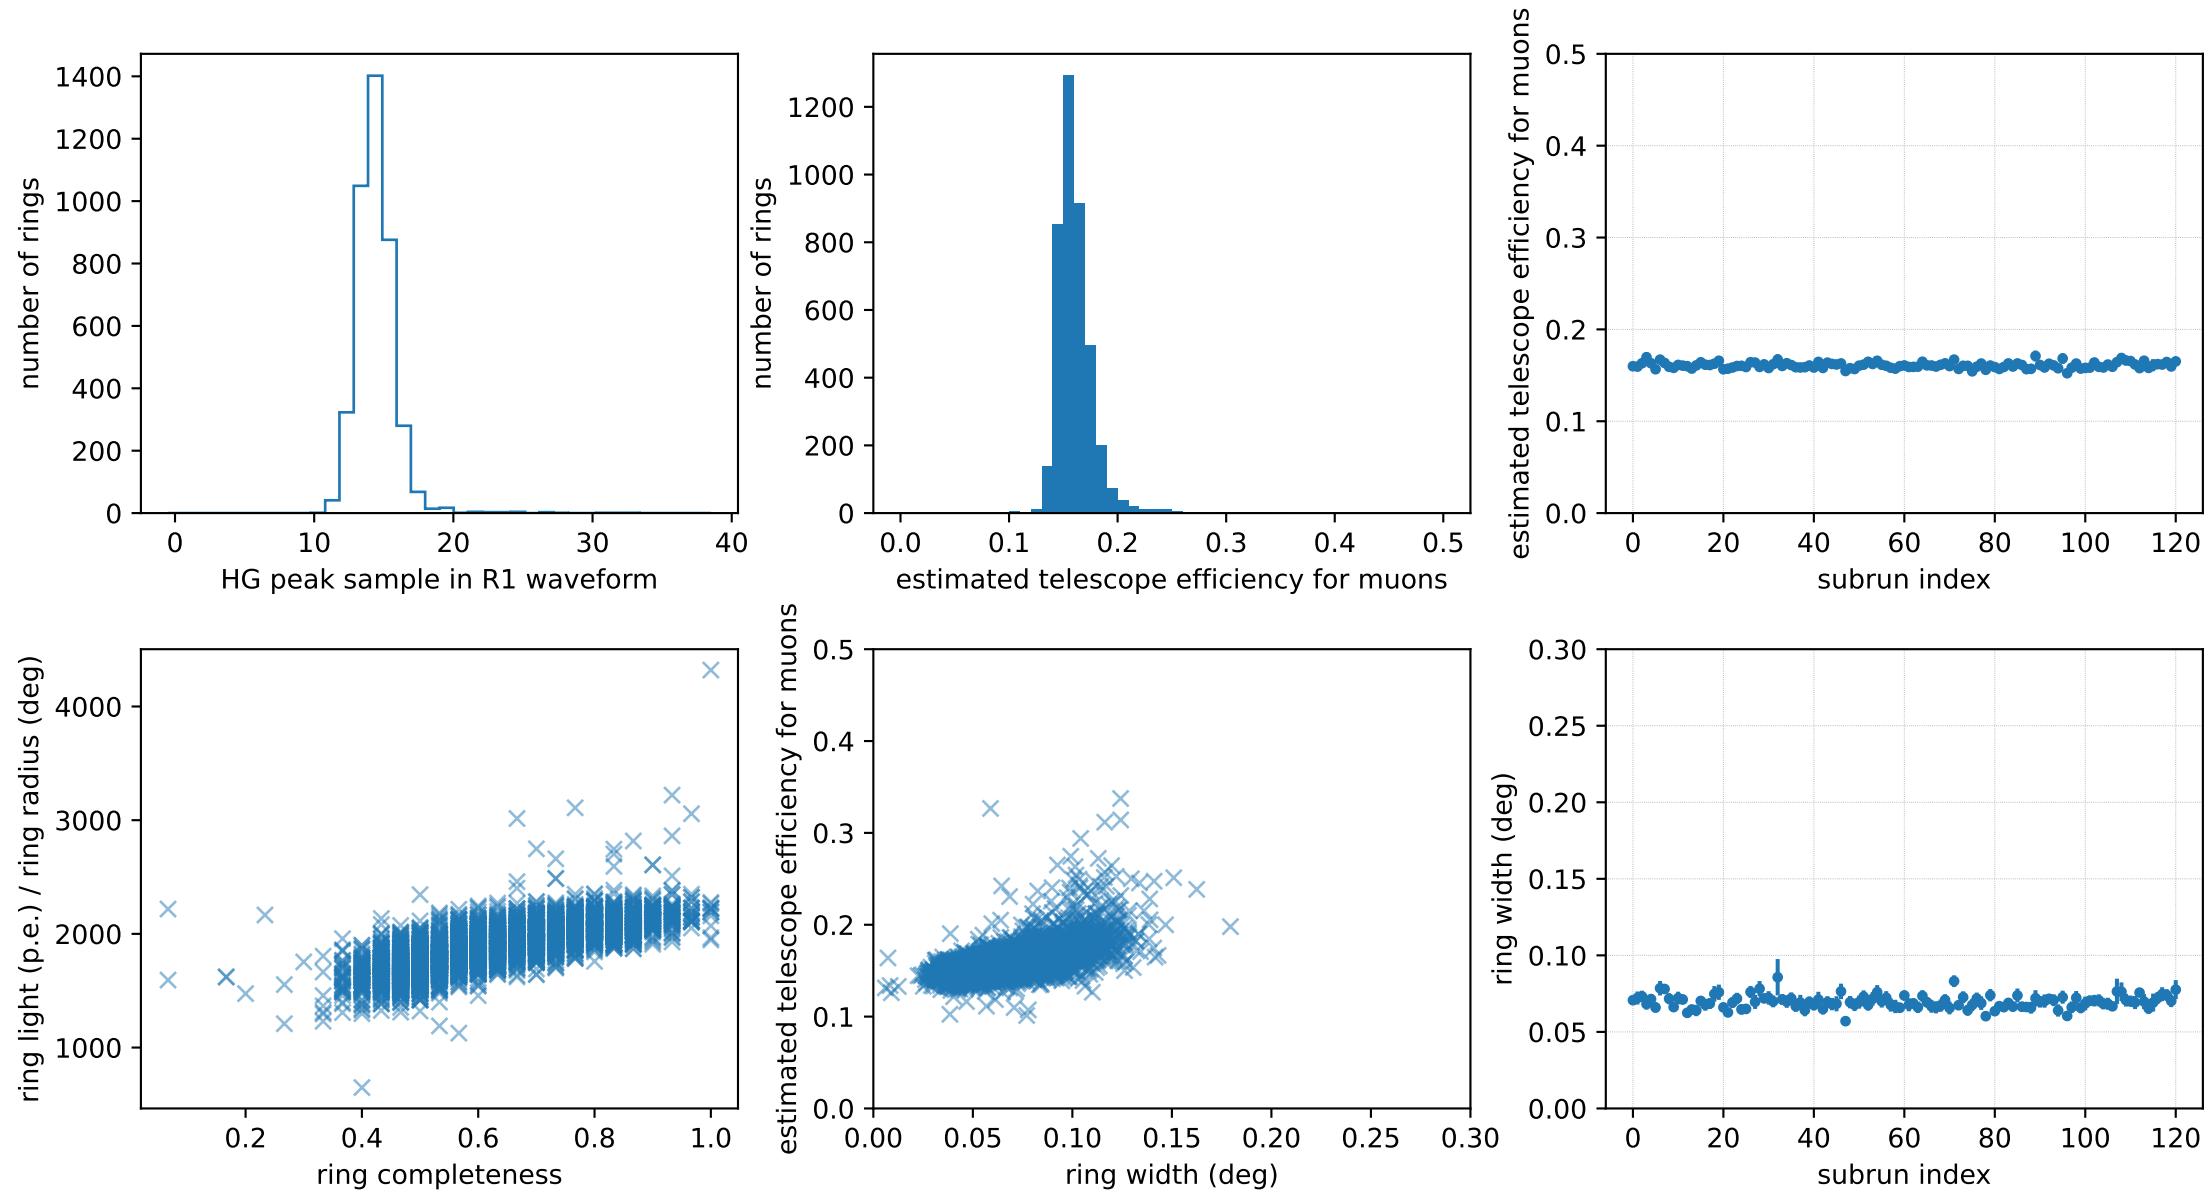 1400
1200
1000
800
600
400
200
0
number of rings
0 10 20 30 40
HG peak sample in R1 waveform
1200
1000
800
600
400
200
0
number of rings
0.0 0.1 0.2 0.3 0.4 0.5
estimated telescope efficiency for muons
0.5
0.4
0.3
0.2
0.1
0.0
estimated telescope efficiency for muons
0 20 40 60 80 100 120
subrun index
4000
3000
2000
1000
ring light (p.e.) / ring radius (deg)
0.2 0.4 0.6 0.8 1.0
ring completeness
0.5
0.4
0.3
0.2
0.1
0.0
estimated telescope efficiency for muons
0.00 0.05 0.10 0.15 0.20 0.25 0.30
ring width (deg)
0.30
0.25
0.20
0.15
0.10
0.05
0.00
ring width (deg)
0 20 40 60 80 100 120
subrun index